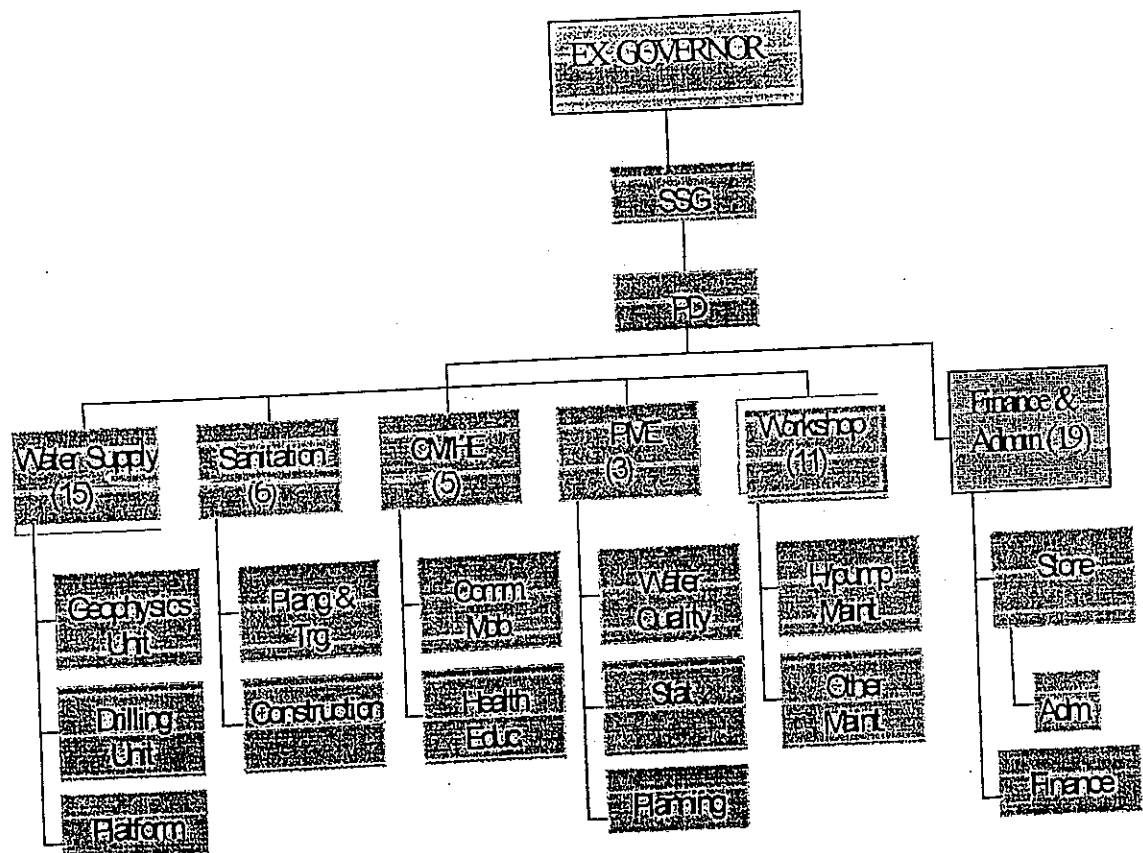 EX-GOVERNOR
SSG
PD
Water Supply
(15)
Sanitation
(6)
CM/HE
(5)
PME
(3)
Workshop
(11)
Finance &
Admin (19)
Geophysics
Unit
Drilling
Unit
Platform
Plang &
Trg
Construction
Comm
Mob
Health
Educ
Water
Quality
Stat.
Planning
H/pump
Maint
Other
Maint
Store
Adm
Finance